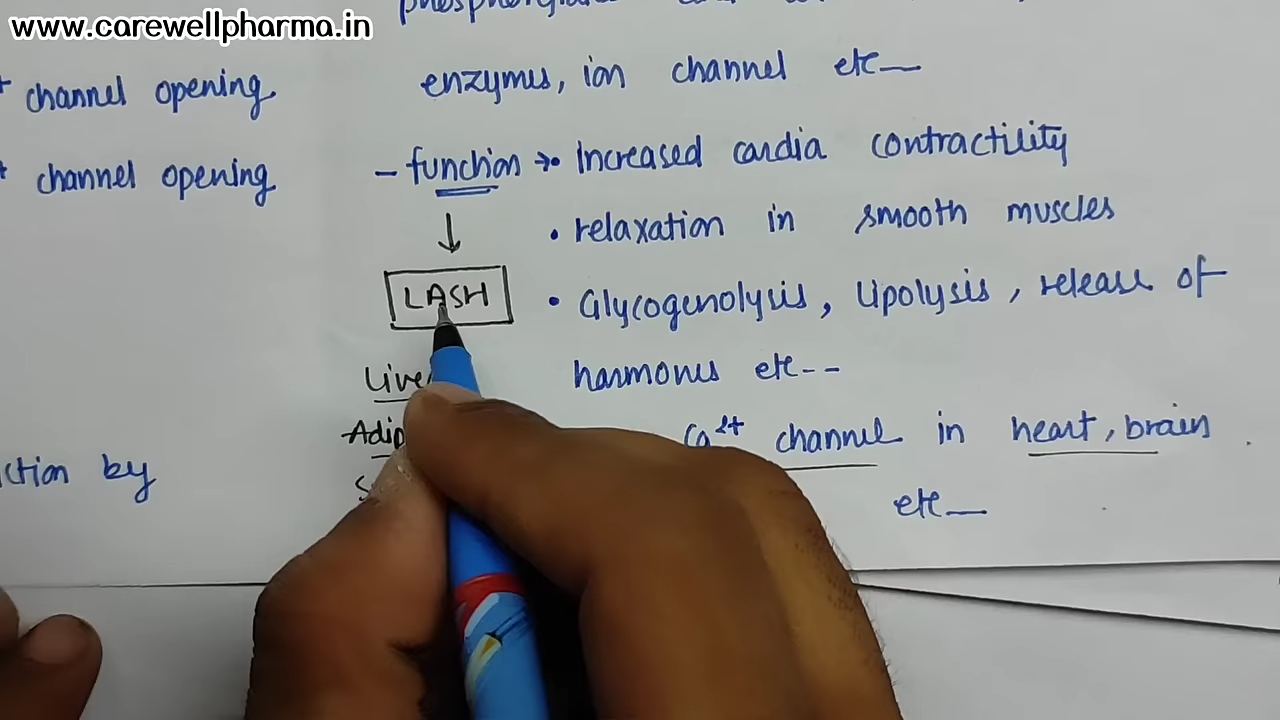 www.carewellpharma.in
enzymes, ion channel etc
channel opening
- function → • Increased cardia contractility
channel opening
• relaxation in smooth muscles
LASH
• Glycogenolysis, Lipolysis, release of
harmones etc--
Ca2+ channel in heart, brain
by
etc